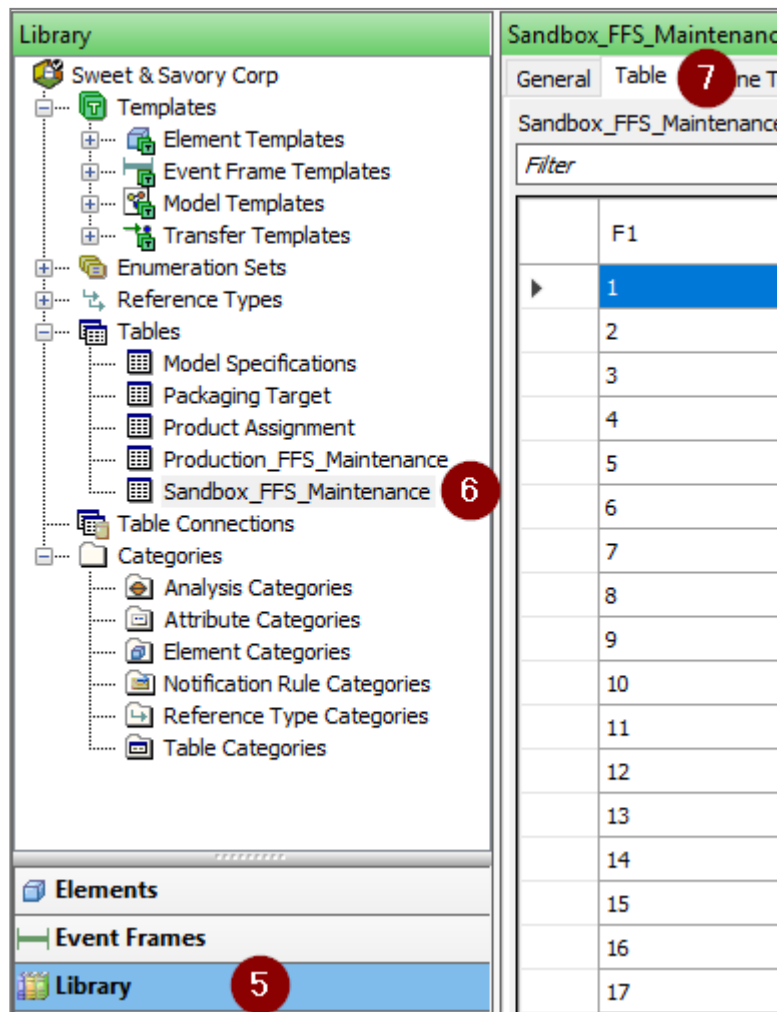 Library
Sweet & Savory Corp
Templates
Element Templates
Event Frame Templates
Model Templates
Transfer Templates
Enumeration Sets
Reference Types
Tables
Model Specifications
Packaging Target
Product Assignment
Production_FFS_Maintenance
Sandbox_FFS_Maintenance 6
Table Connections
Categories
Analysis Categories
Attribute Categories
Element Categories
Notification Rule Categories
Reference Type Categories
Table Categories
Elements
Event Frames
Library 5
Sandbox_FFS_Maintenanc
General Table 7 ne T
Sandbox_FFS_Maintenance
Filter
F1
1
2
3
4
5
6
7
8
9
10
11
12
13
14
15
16
17